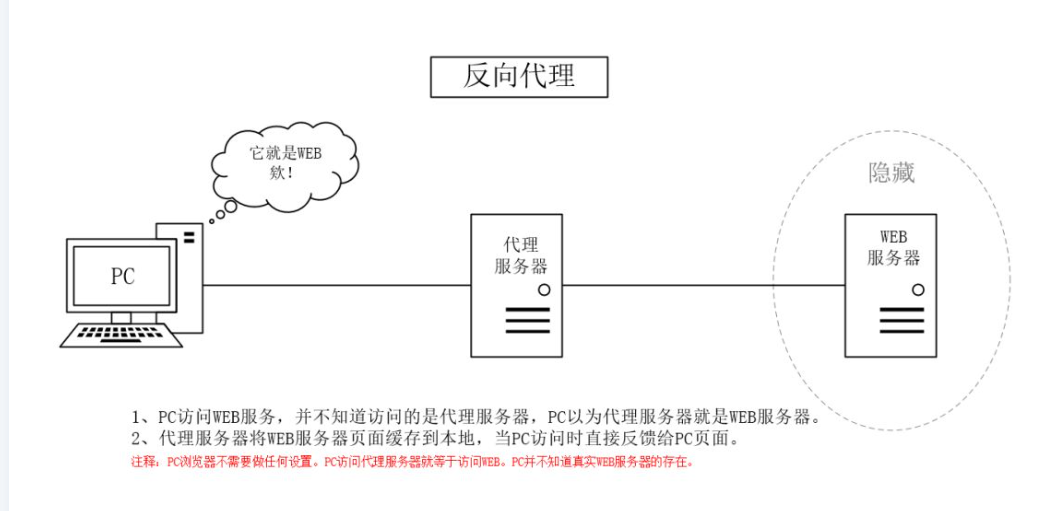 反向代理
它就是WEB
欸！
隐藏
代理
服务器
WEB
服务器
PC
1、PC访问WEB服务，并不知道访问的是代理服务器，PC以为代理服务器就是WEB服务器。
2、代理服务器将WEB服务器页面缓存到本地，当PC访问时直接反馈给PC页面。
注释：PC浏览器不需要做任何设置。PC访问代理服务器就等于访问WEB。PC并不知道真实WEB服务器的存在。